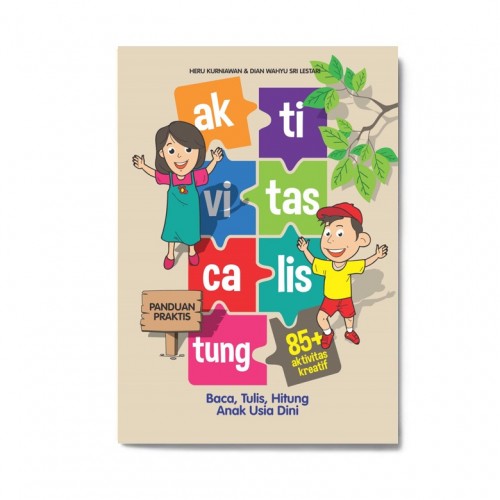 HERU KURNIAWAN & DIAN WAHYU SRI LESTARI
ak ti
vi tas
ca lis
tung
PANDUAN
PRAKTIS
85+
aktivitas
kreatif
Baca, Tulis, Hitung
Anak Usia Dini